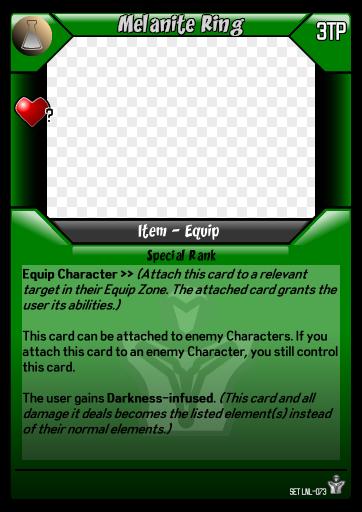 Melanite Ring
3TP
?
Item - Equip
Special Rank
Equip Character >> (Attach this card to a relevant
target in their Equip Zone. The attached card grants the
user its abilities.)
This card can be attached to enemy Characters. If you
attach this card to an enemy Character, you still control
this card.
The user gains Darkness-infused. (This card and all
damage it deals becomes the listed element(s) instead
of their normal elements.)
SET LNL-073